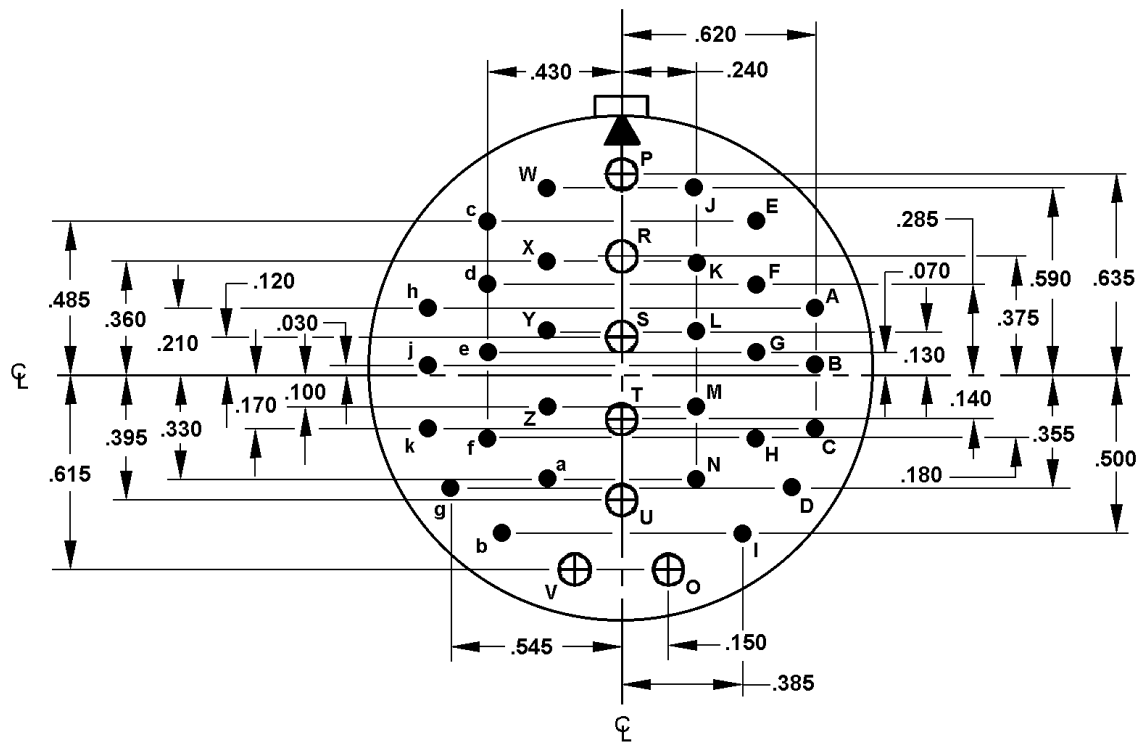 .620
.430
.240
P
W
J
c
E
.285
R
X
d
K
F
.070
.120
h
A
.590
.635
.485
.360
.375
.030
Y
S
L
.210
e
G
.130
j
B
℄
.100
T
M
.140
.170
Z
.330
.395
k
f
H
C
.355
.500
.615
a
N
.180
g
U
D
b
I
V
O
.545
.150
.385
℄